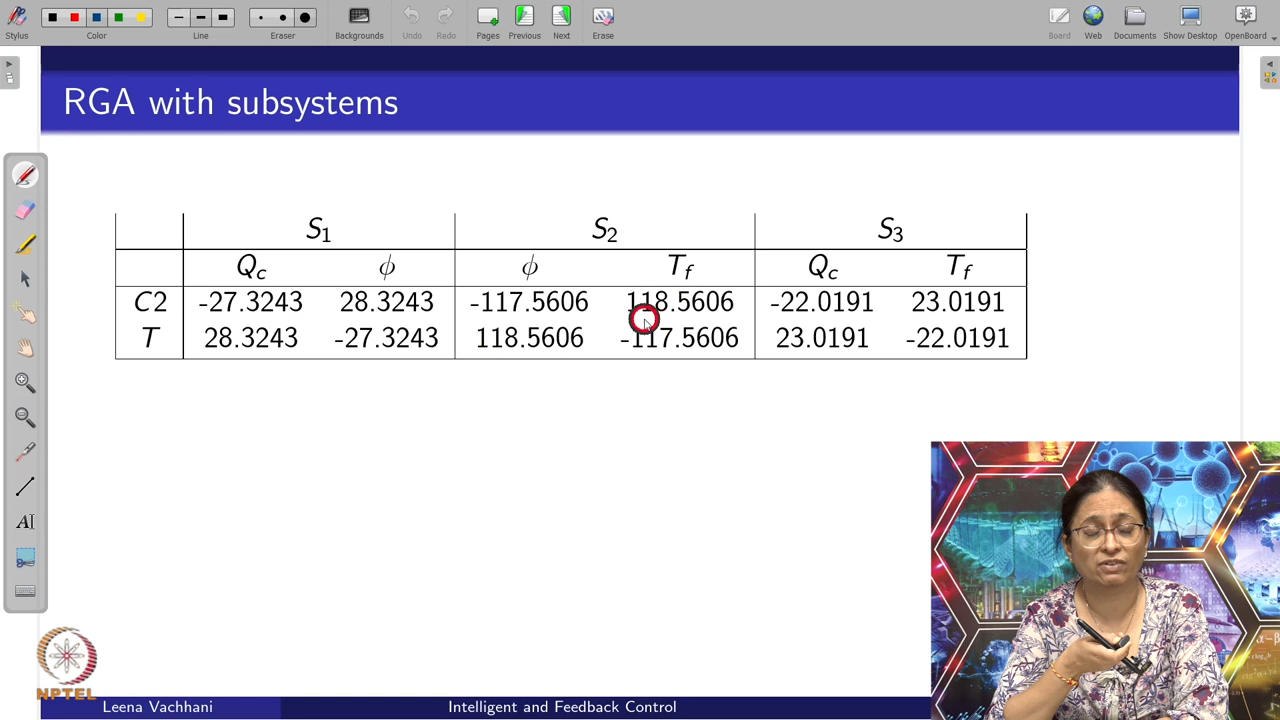 Stylus Color Line Eraser Backgrounds Undo Redo Pages Previous Next Erase Board Web Documents Show Desktop OpenBoard
RGA with subsystems
S1 S2 S3
Qc ϕ ϕ Tf Qc Tf
C2 -27.3243 28.3243 -117.5606 118.5606 -22.0191 23.0191
T 28.3243 -27.3243 118.5606 -117.5606 23.0191 -22.0191
A
NPTEL
Leena Vachhani Intelligent and Feedback Control